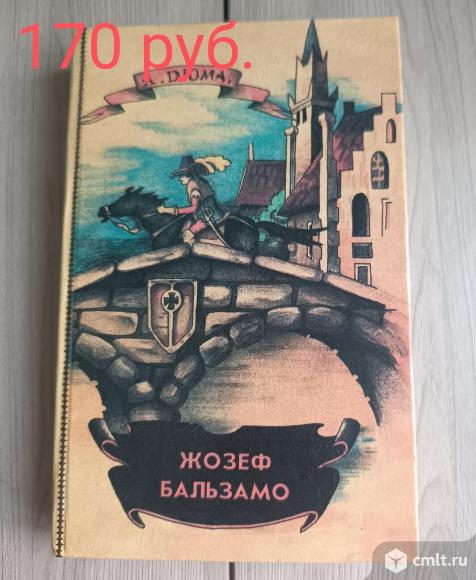 170 руб.
А. ДЮМА.
ЖОЗЕФ
БАЛЬЗАМО
cmlt.ru